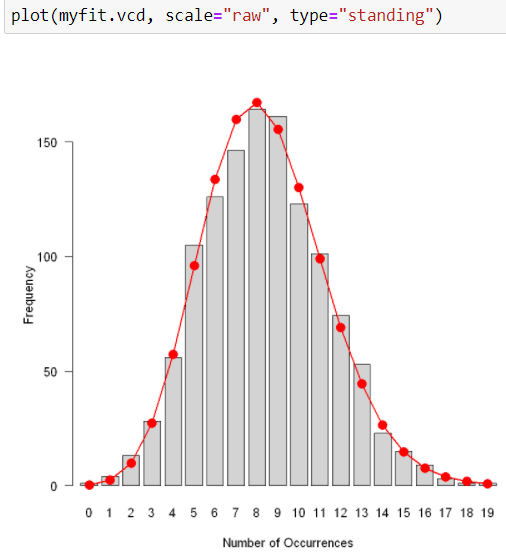 plot(myfit.vcd, scale="raw", type="standing")
150
100
50
0
Frequency
0 1 2 3 4 5 6 7 8 9 10 11 12 13 14 15 16 17 18 19
Number of Occurrences